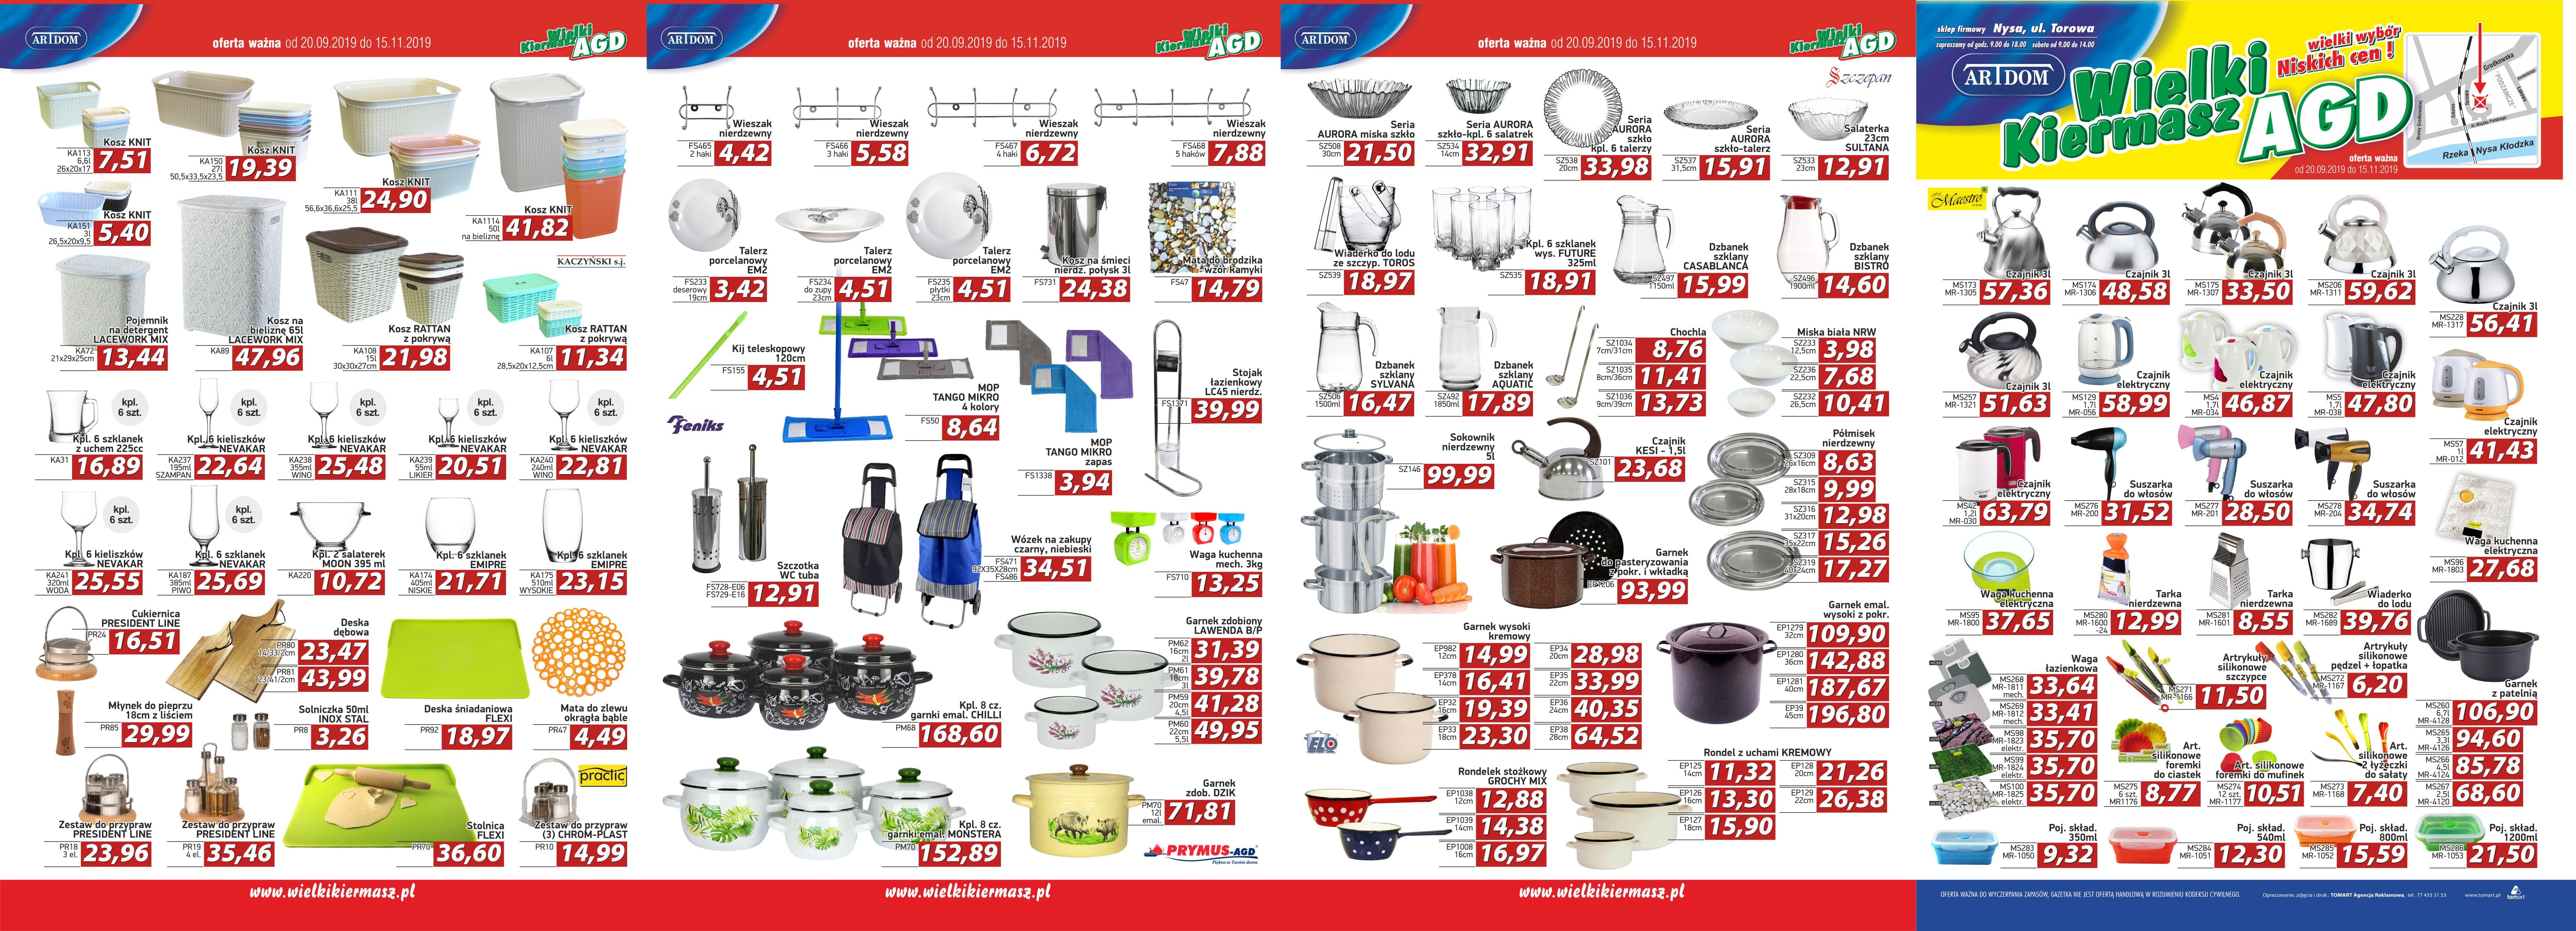 ARTDOM
oferta ważna od 20.09.2019 do 15.11.2019
Wielki
Kiermasz AGD
Kosz KNIT
KA113
6,6l
26x20x17
7,51
Kosz KNIT
KA150
27l
50,5x33,5x23,5
19,39
Kosz KNIT
KA111
38l
56,6x36,6x25,5
24,90
Kosz KNIT
KA1114
50l
na bieliznę
41,82
Kosz KNIT
KA151
3l
26,5x20x9,5
5,40
KACZYŃSKI s.j.
Pojemnik
na detergent
LACEWORK MIX
KA72
21x29x25cm
13,44
Kosz na
bieliznę 65l
LACEWORK MIX
KA89
47,96
Kosz RATTAN
z pokrywą
KA108
15l
30x30x27cm
21,98
Kosz RATTAN
z pokrywą
KA107
6l
28,5x20x12,5cm
11,34
kpl.
6 szt.
kpl.
6 szt.
kpl.
6 szt.
kpl.
6 szt.
kpl.
6 szt.
Kpl. 6 szklanek
z uchem 225cc
KA31
16,89
Kpl. 6 kieliszków
NEVAKAR
KA237
195ml
SZAMPAN
22,64
Kpl. 6 kieliszków
NEVAKAR
KA238
355ml
WINO
25,48
Kpl. 6 kieliszków
NEVAKAR
KA239
55ml
LIKIER
20,51
Kpl. 6 kieliszków
NEVAKAR
KA240
240ml
WINO
22,81
kpl.
6 szt.
kpl.
6 szt.
Kpl. 6 kieliszków
NEVAKAR
KA241
320ml
WODA
25,55
Kpl. 6 szklanek
NEVAKAR
KA187
385ml
PIWO
25,69
Kpl. 2 salaterek
MOON 395 ml
KA220
10,72
Kpl. 6 szklanek
EMIPRE
KA174
405ml
NISKIE
21,71
Kpl. 6 szklanek
EMIPRE
KA175
510ml
WYSOKIE
23,15
Cukiernica
PRESIDENT LINE
PR24
16,51
Deska
dębowa
PR80
14/33/2cm
23,47
PR81
23/41/2cm
43,99
Młynek do pieprzu
18cm z liściem
PR85
29,99
Solniczka 50ml
INOX STAL
PR8
3,26
Deska śniadaniowa
FLEXI
PR92
18,97
Mata do zlewu
okrągła bąble
PR47
4,49
practic
Zestaw do przypraw
PRESIDENT LINE
PR18
3 el.
23,96
Zestaw do przypraw
PRESIDENT LINE
PR19
4 el.
35,46
Stolnica
FLEXI
PR70
36,60
Zestaw do przypraw
(3) CHROM-PLAST
PR10
14,99
www.wielkikiermasz.pl
ARTDOM
oferta ważna od 20.09.2019 do 15.11.2019
Wielki
Kiermasz AGD
Wieszak
nierdzewny
FS465
2 haki
4,42
Wieszak
nierdzewny
FS466
3 haki
5,58
Wieszak
nierdzewny
FS467
4 haki
6,72
Wieszak
nierdzewny
FS468
5 haków
7,88
Talerz
porcelanowy
EM2
FS233
deserowy
19cm
3,42
Talerz
porcelanowy
EM2
FS234
do zupy
23cm
4,51
Talerz
porcelanowy
EM2
FS235
płytki
23cm
4,51
Kosz na śmieci
nierdz. połysk 3l
FS731
24,38
Mata do brodzika
wzór kamyki
FS47
14,79
Kij teleskopowy
120cm
FS155
4,51
Feniks
MOP
TANGO MIKRO
4 kolory
FS50
8,64
MOP
TANGO MIKRO
zapas
FS1338
3,94
Stojak
łazienkowy
LC45 nierdz.
FS1371
39,99
Szczotka
WC tuba
FS728-E06
FS729-E16
12,91
Wózek na zakupy
czarny, niebieski
FS471
92X35X28cm
FS486
34,51
Waga kuchenna
mech. 3kg
FS710
13,25
Kpl. 8 cz.
garnki emal. CHILLI
PM68
168,60
Garnek zdobiony
LAWENDA B/P
PM62
16cm
2l
31,39
PM61
18cm
3l
39,78
PM59
20cm
4,5l
41,28
PM60
22cm
5,5l
49,95
Kpl. 8 cz.
garnki emal. MONSTERA
PM70
152,89
Garnek
zdob. DZIK
PM70
12l
emal.
71,81
PRYMUS-AGD
Piękno w Twoim domu
www.wielkikiermasz.pl
ARTDOM
oferta ważna od 20.09.2019 do 15.11.2019
Wielki
Kiermasz AGD
Szczepan
Seria
AURORA miska szkło
SZ508
30cm
21,50
Seria AURORA
szkło-kpl. 6 salatrek
SZ534
14cm
32,91
Seria
AURORA
szkło
kpl. 6 talerzy
SZ538
20cm
33,98
Seria
AURORA
szkło-talerz
SZ537
31,5cm
15,91
Salaterka
23cm
SULTANA
SZ533
23cm
12,91
Wiaderko do lodu
ze szczyp. TOROS
SZ539
18,97
Kpl. 6 szklanek
wys. FUTURE
325ml
SZ535
18,91
Dzbanek
szklany
CASABLANCA
SZ497
1150ml
15,99
Dzbanek
szklany
BISTRO
SZ496
1900ml
14,60
Dzbanek
szklany
SYLVANA
SZ506
1500ml
16,47
Dzbanek
szklany
AQUATIC
SZ492
1850ml
17,89
Chochla
SZ1034
7cm/31cm
8,76
SZ1035
8cm/36cm
11,41
SZ1036
9cm/39cm
13,73
Miska biała NRW
SZ233
12,5cm
3,98
SZ236
22,5cm
7,68
SZ232
26,5cm
10,41
Sokownik
nierdzewny
5l
SZ146
99,99
Czajnik
KESI - 1,5l
SZ101
23,68
Półmisek
nierdzewny
SZ309
26x16cm
8,63
SZ315
28x18cm
9,99
SZ316
31x20cm
12,98
SZ317
35x22cm
15,26
SZ319
40x24cm
17,27
Garnek
do pasteryzowania
z pokr. i wkładką
EP1206
93,99
Garnek wysoki
kremowy
EP982
12cm
14,99
EP378
14cm
16,41
EP32
16cm
19,39
EP33
18cm
23,30
EP34
20cm
28,98
EP35
22cm
33,99
EP36
24cm
40,35
EP38
28cm
64,52
Garnek emal.
wysoki z pokr.
EP1279
32cm
109,90
EP1280
36cm
142,88
EP1281
40cm
187,67
EP39
45cm
196,80
ELO
Rondelek stożkowy
GROCHY MIX
EP1038
12cm
12,88
EP1039
14cm
14,38
EP1008
16cm
16,97
Rondel z uchami KREMOWY
EP125
14cm
11,32
EP126
16cm
13,30
EP127
18cm
15,90
EP128
20cm
21,26
EP129
22cm
26,38
www.wielkikiermasz.pl
sklep firmowy Nysa, ul. Torowa
zapraszamy od godz. 9.00 do 18.00 sobota od 9.00 do 14.00
ARTDOM
Wielki
Kiermasz AGD
wielki wybór
Niskich cen !
oferta ważna
od 20.09.2019 do 15.11.2019
Grodkowska
"PODZAMCZE"
Torowa
Rzeka Nysa Kłodzka
Maestro
Czajnik 3l
MS173
MR-1305
57,36
Czajnik 3l
MS174
MR-1306
48,58
Czajnik 3l
MS175
MR-1307
33,50
Czajnik 3l
MS206
MR-1311
59,62
Czajnik 3l
MS228
MR-1317
56,41
Czajnik 3l
MS257
MR-1321
51,63
Czajnik
elektryczny
MS129
1,7l
MR-056
58,99
Czajnik
elektryczny
MS4
1,7l
MR-034
46,87
Czajnik
elektryczny
MS5
1,7l
MR-038
47,80
Czajnik
elektryczny
MS57
1l
MR-012
41,43
Czajnik
elektryczny
MS42
1,2l
MR-030
63,79
Suszarka
do włosów
MS276
MR-200
31,52
Suszarka
do włosów
MS277
MR-201
28,50
Suszarka
do włosów
MS278
MR-204
34,74
Waga kuchenna
elektryczna
MS96
MR-1803
27,68
Waga kuchenna
elektryczna
MS95
MR-1800
37,65
Tarka
nierdzewna
MS280
MR-1600
-24
12,99
Tarka
nierdzewna
MS281
MR-1601
8,55
Wiaderko
do lodu
MS282
MR-1689
39,76
Waga
łazienkowa
MS268
MR-1811
mech.
33,64
MS269
MR-1812
mech.
33,41
MS98
MR-1823
elektr.
35,70
MS99
MR-1824
elektr.
35,70
MS100
MR-1825
elektr.
35,70
Artrykuły
silikonowe
szczypce
MS271
MR-1166
11,50
Artrykuły
silikonowe
pędzel + łopatka
MS272
MR-1167
6,20
Garnek
z patelnią
MS260
6,7l
MR-4128
106,90
MS265
3,3l
MR-4126
94,60
MS266
4,5l
MR-4124
85,78
MS267
2,5l
MR-4120
68,60
Art.
silikonowe
foremki
do ciastek
MS275
6 szt.
MR1176
8,77
Art. silikonowe
foremki do mufinek
MS274
12 szt.
MR-1177
10,51
Art.
silikonowe
2 łyżeczki
do sałaty
MS273
MR-1168
7,40
Poj. skład.
350ml
MS283
MR-1050
9,32
Poj. skład.
540ml
MS284
MR-1051
12,30
Poj. skład.
800ml
MS285
MR-1052
15,59
Poj. skład.
1200ml
MS286
MR-1053
21,50
OFERTA WAŻNA DO WYCZERPANIA ZAPASÓW, GAZETKA NIE JEST OFERTĄ HANDLOWĄ W ROZUMIENIU KODEKSU CYWILNEGO.
Opracowanie, zdjęcia i druk : TOMART Agencja Reklamowa, tel. 77 433 31 55
www.tomart.pl
tomart